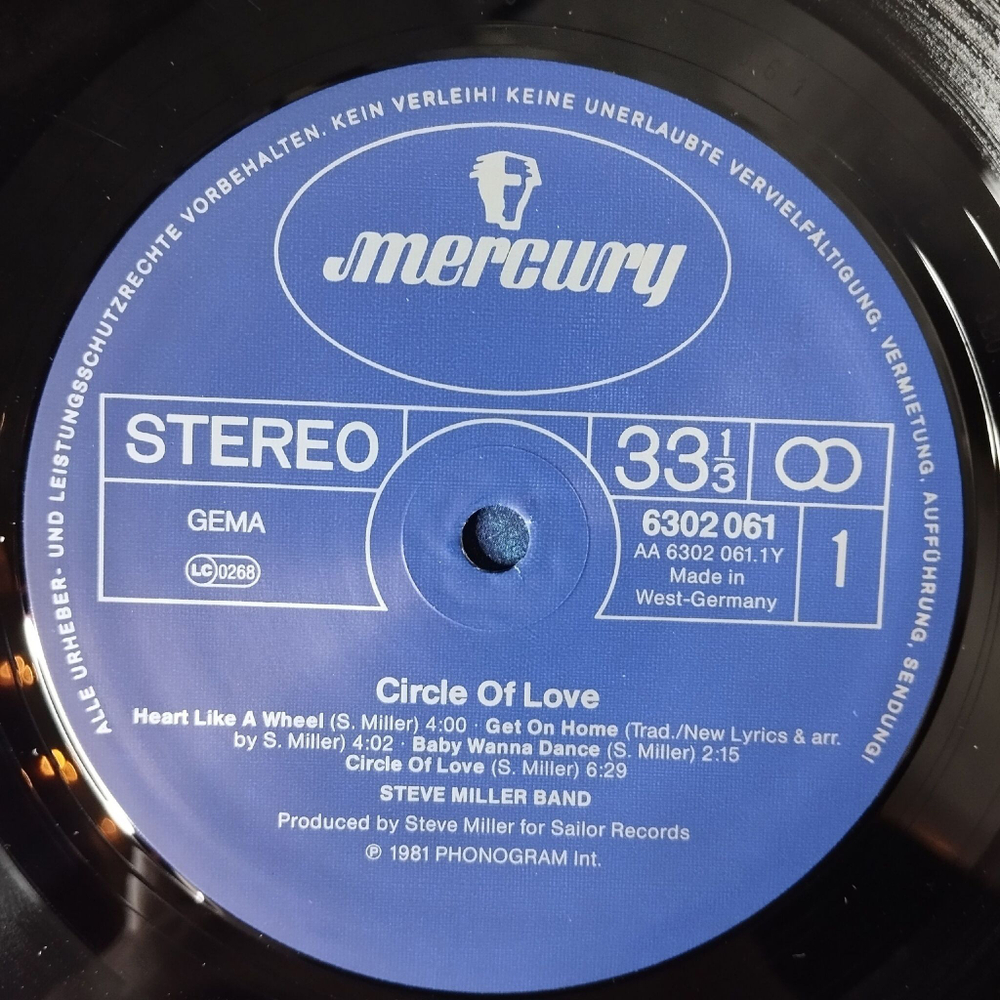 ALLE URHEBER- UND LEISTUNGSSCHUTZRECHTE VORBEHALTEN. KEIN VERLEIH! KEINE UNERLAUBTE VERVIELFÄLTIGUNG, VERMIETUNG, AUFFÜHRUNG, SENDUNG!
mercury
STEREO
33 1/3
GEMA
LC 0268
6302 061
AA 6302 061.1Y
Made in
West-Germany
1
Circle Of Love
Heart Like A Wheel (S. Miller) 4:00 · Get On Home (Trad./New Lyrics & arr.
by S. Miller) 4:02 · Baby Wanna Dance (S. Miller) 2:15
Circle Of Love (S. Miller) 6:29
STEVE MILLER BAND
Produced by Steve Miller for Sailor Records
℗ 1981 PHONOGRAM Int.